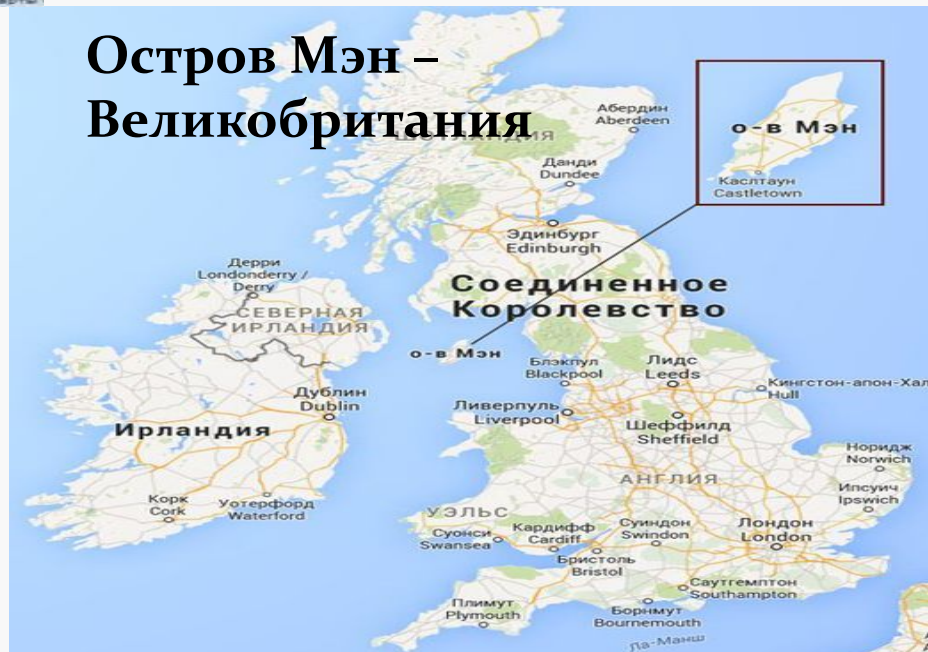 Остров Мэн –
Великобритания
ШОТЛАНДИЯ
Абердин
Aberdeen
о-в Мэн
Данди
Dundee
Каслтаун
Castletown
Эдинбург
Edinburgh
Дерри
Londonderry /
Derry
Соединенное
Королевство
СЕВЕРНАЯ
ИРЛАНДИЯ
о-в Мэн
Блэкпул
Blackpool
Лидс
Leeds
Кингстон-апон-Хал
Hull
Дублин
Dublin
Ливерпуль
Liverpool
Ирландия
Шеффилд
Sheffield
Норидж
Norwich
АНГЛИЯ
Ипсуич
Ipswich
Корк
Cork
Уотерфорд
Waterford
УЭЛЬС
Суонси
Swansea
Кардифф
Cardiff
Суиндон
Swindon
Лондон
London
Бристоль
Bristol
Саутгемптон
Southampton
Плимут
Plymouth
Борнмут
Bournemouth
Ла-Манш